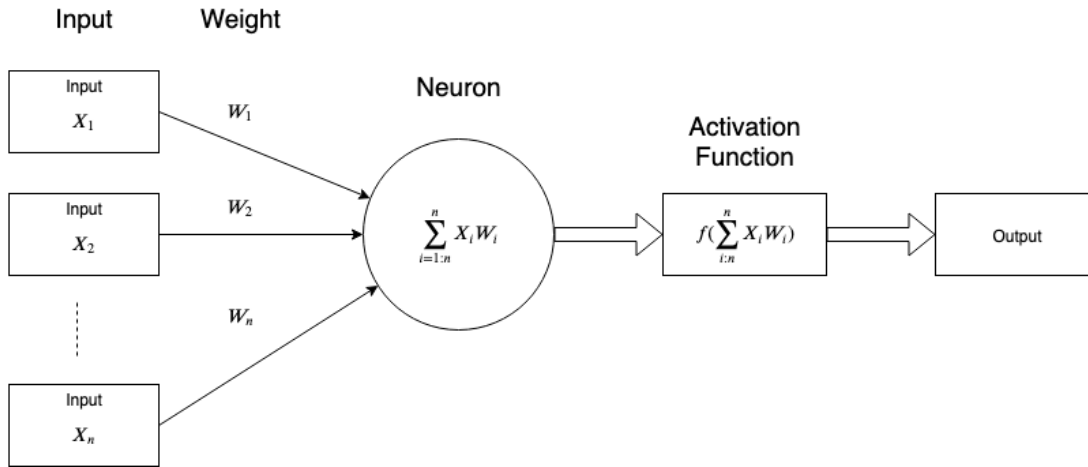 Input
Weight
Input
X₁
W₁
Neuron
Activation
Function
Input
X₂
W₂
n
∑ XᵢWᵢ
i=1:n
n
f(∑ XᵢWᵢ)
i:n
Output
Wₙ
Input
Xₙ